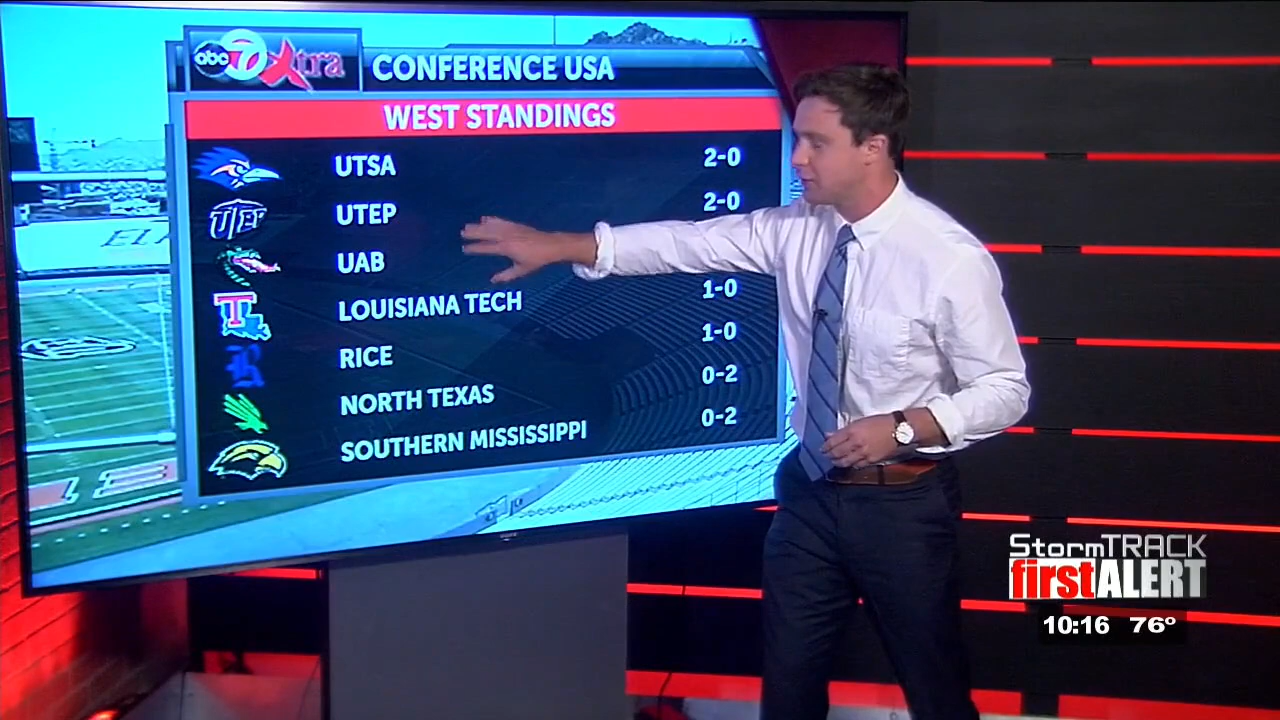 abc 7 Xtra CONFERENCE USA
WEST STANDINGS
UTSA 2-0
UTEP 2-0
UAB
LOUISIANA TECH 1-0
RICE 1-0
NORTH TEXAS 0-2
SOUTHERN MISSISSIPPI 0-2
StormTRACK
firstALERT
10:16 76°